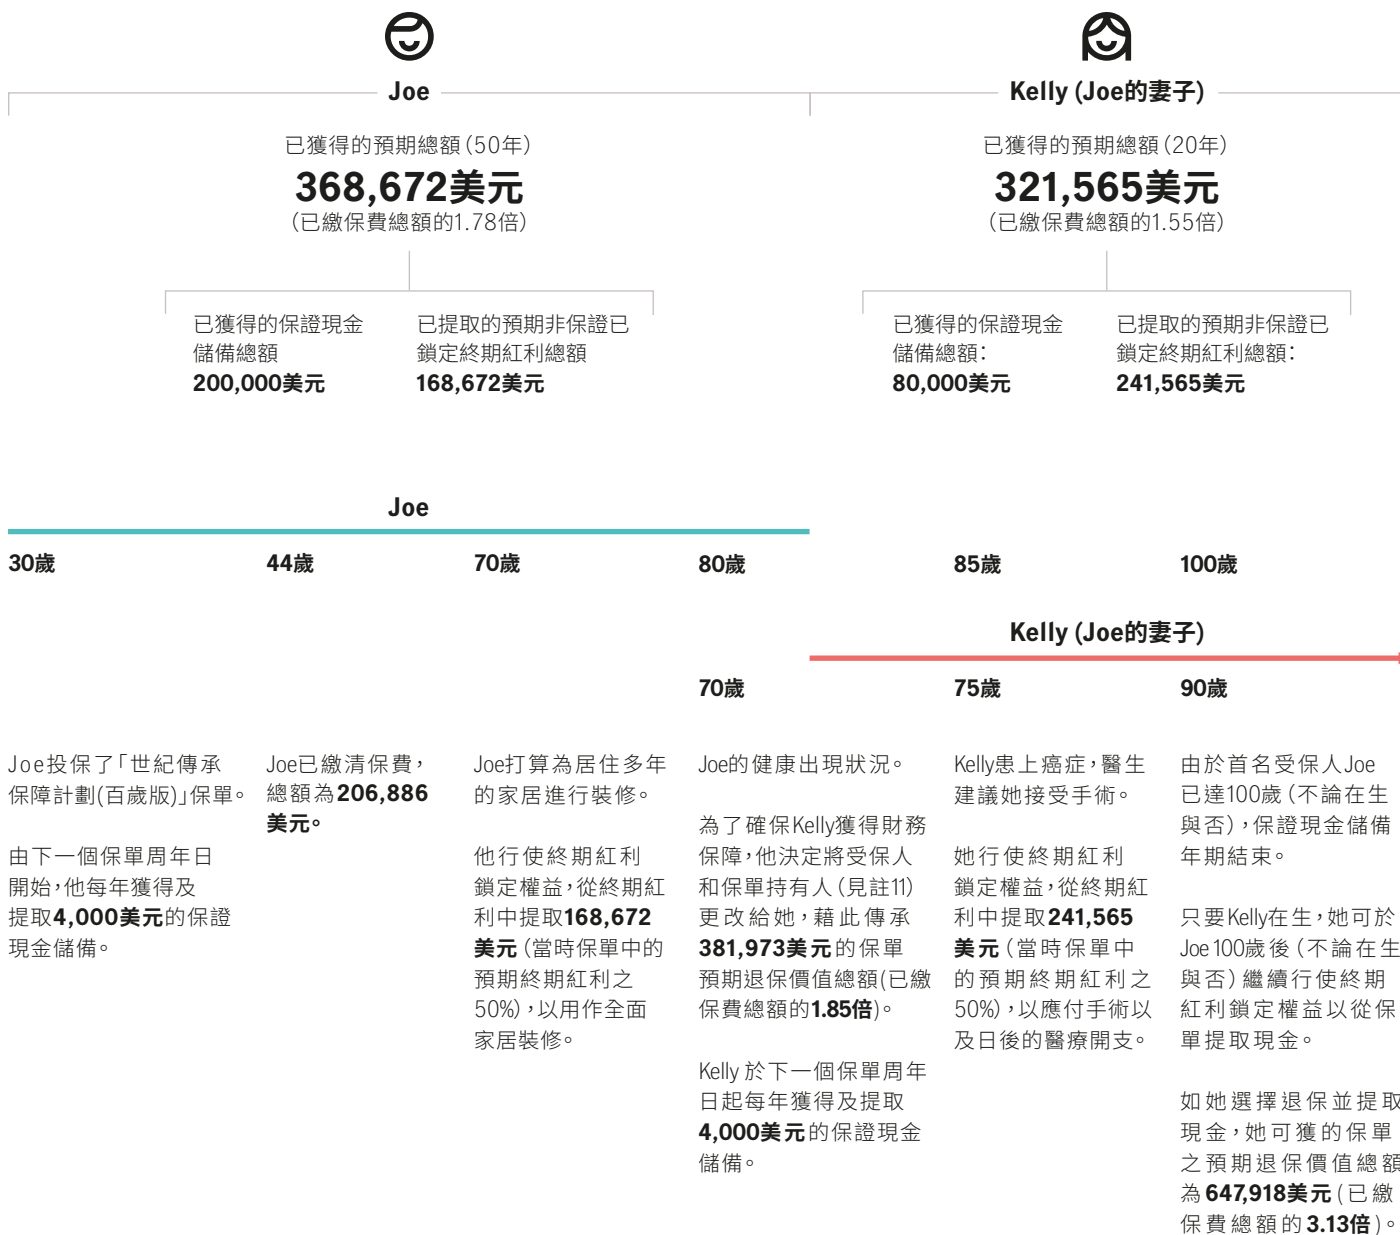 Joe
Kelly (Joe的妻子)
已獲得的預期總額(50年)
368,672美元
(已繳保費總額的1.78倍)
已獲得的預期總額(20年)
321,565美元
(已繳保費總額的1.55倍)
已獲得的保證現金
儲備總額
200,000美元
已提取的預期非保證已
鎖定終期紅利總額
168,672美元
已獲得的保證現金
儲備總額:
80,000美元
已提取的預期非保證已
鎖定終期紅利總額:
241,565美元
Joe
30歲
44歲
70歲
80歲
85歲
100歲
Kelly (Joe的妻子)
70歲
75歲
90歲
Joe投保了「世紀傳承
保障計劃(百歲版)」保單。
由下一個保單周年日
開始,他每年獲得及
提取4,000美元的保證
現金儲備。
Joe已繳清保費,
總額為206,886
美元。
Joe打算為居住多年
的家居進行裝修。
他行使終期紅利
鎖定權益,從終期紅
利中提取168,672
美元(當時保單中的
預期終期紅利之
50%),以用作全面
家居裝修。
Joe的健康出現狀況。
為了確保Kelly獲得財務
保障,他決定將受保人
和保單持有人(見註11)
更改給她,藉此傳承
381,973美元的保單
預期退保價值總額(已繳
保費總額的1.85倍)。
Kelly 於下一個保單周年
日起每年獲得及提取
4,000美元的保證現金
儲備。
Kelly患上癌症,醫生
建議她接受手術。
她行使終期紅利
鎖定權益,從終期紅
利中提取241,565
美元(當時保單中
的預期終期紅利之
50%),以應付手術以
及日後的醫療開支。
由於首名受保人Joe
已達100歲(不論在生
與否),保證現金儲備
年期結束。
只要Kelly在生,她可於
Joe 100歲後(不論在生
與否)繼續行使終期
紅利鎖定權益以從保
單提取現金。
如她選擇退保並提取
現金,她可獲的保單
之預期退保價值總額
為647,918美元(已繳
保費總額的3.13倍)。